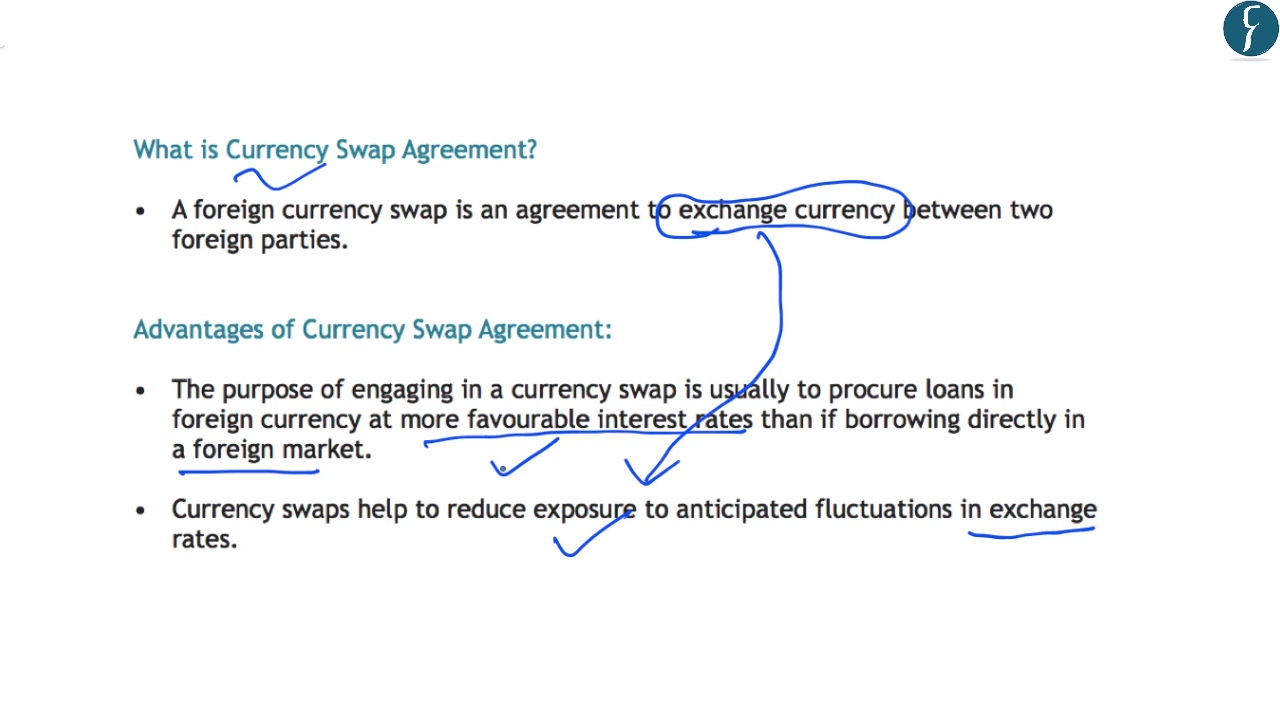 What is Currency Swap Agreement?
• A foreign currency swap is an agreement to exchange currency between two
foreign parties.
Advantages of Currency Swap Agreement:
• The purpose of engaging in a currency swap is usually to procure loans in
foreign currency at more favourable interest rates than if borrowing directly in
a foreign market.
• Currency swaps help to reduce exposure to anticipated fluctuations in exchange
rates.